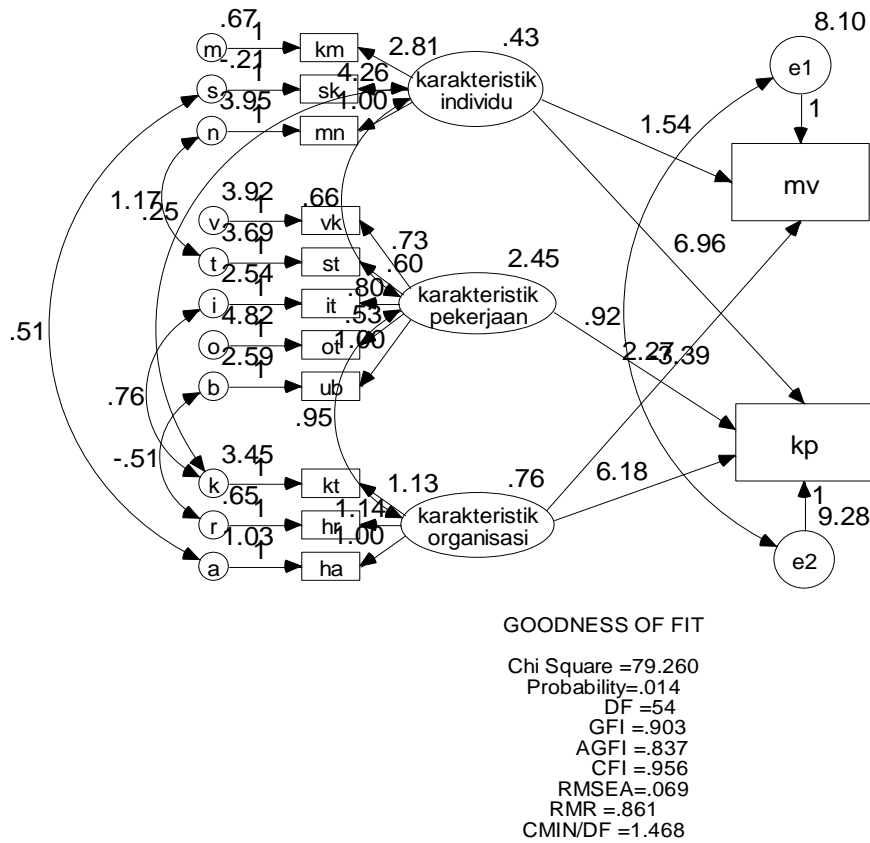 .67
1
m
km
2.81
.43
8.10
-.21
1
s
sk
4.26
karakteristik
individu
e1
3.95
1
n
mn
1.00
1.54
1
mv
1.17
.25
3.92
1
v
vk
.66
.73
6.96
3.69
1
t
st
.60
2.45
2.54
1
i
it
.80
karakteristik
pekerjaan
.92
.51
4.82
1
o
ot
.53
2.27
-3.39
2.59
1
b
ub
1.00
.76
.95
kp
-.51
3.45
1
k
kt
1.13
.76
6.18
.65
1
r
hr
1.14
karakteristik
organisasi
1
9.28
1.03
1
a
ha
1.00
e2
GOODNESS OF FIT
Chi Square =79.260
Probability=.014
DF =54
GFI =.903
AGFI =.837
CFI =.956
RMSEA=.069
RMR =.861
CMIN/DF =1.468